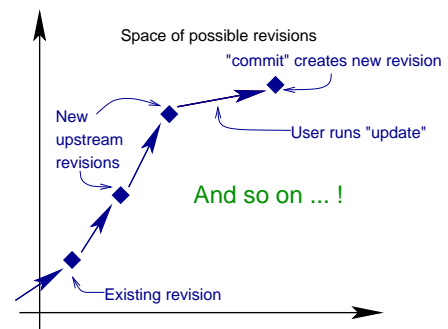 Space of possible revisions
"commit" creates new revision
New
upstream
revisions
User runs "update"
And so on ... !
Existing revision